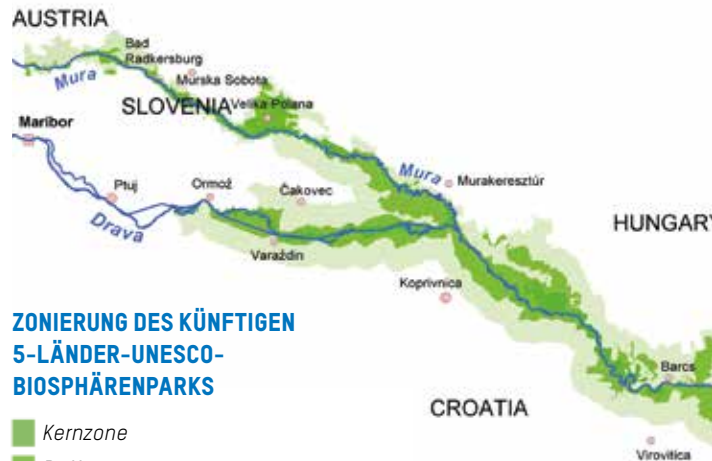 AUSTRIA
Bad
Radkersburg
Mura
Murska Sobota
SLOVENIA
Velika Polana
Maribor
Mura
Murakeresztúr
Ptuj
Ormož
Čakovec
Drava
HUNGARY
Varaždin
Koprivnica
ZONIERUNG DES KÜNFTIGEN
5-LÄNDER-UNESCO-
BIOSPHÄRENPARKS
Barcs
CROATIA
Kernzone
Virovitica